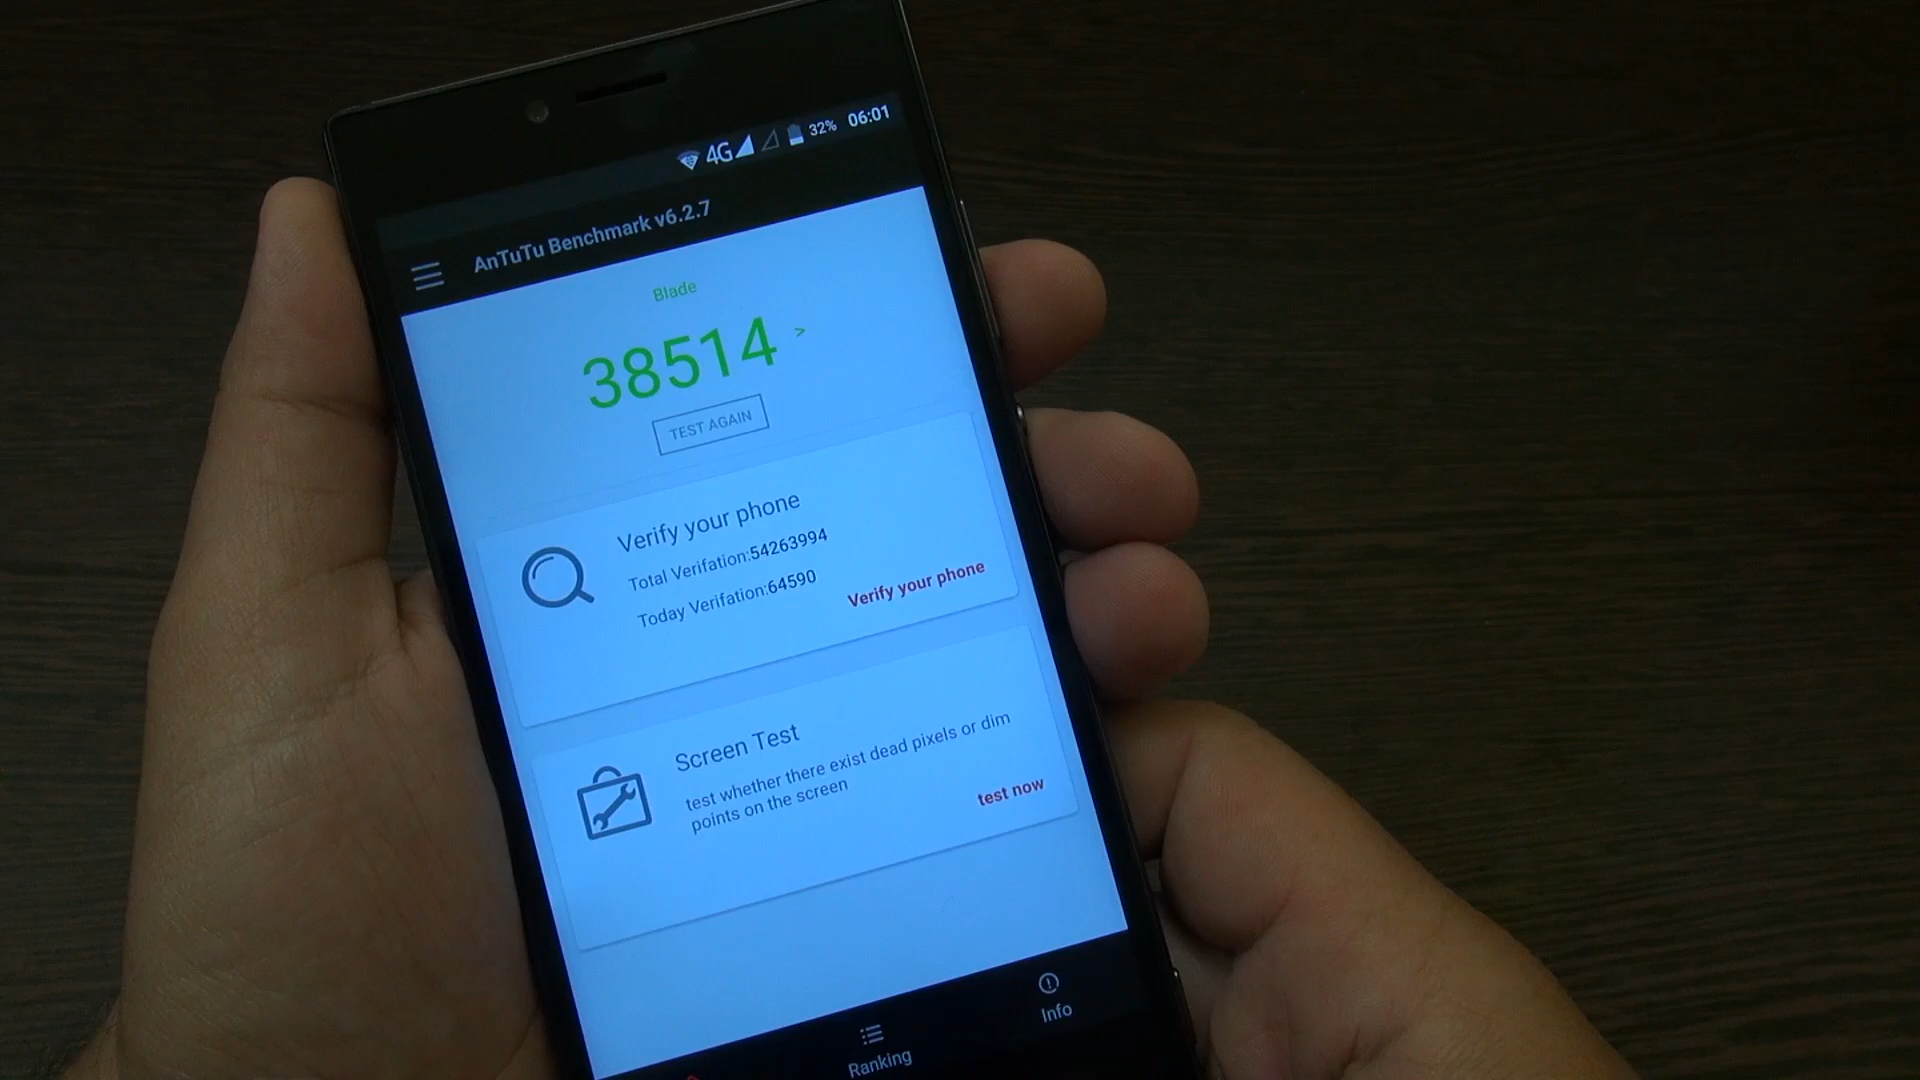 4G 32% 06:01
AnTuTu Benchmark v6.2.7
Blade
38514 >
TEST AGAIN
Verify your phone
Total Verifation:54263994
Today Verifation:64590
Verify your phone
Screen Test
test whether there exist dead pixels or dim
points on the screen
test now
Ranking
Info